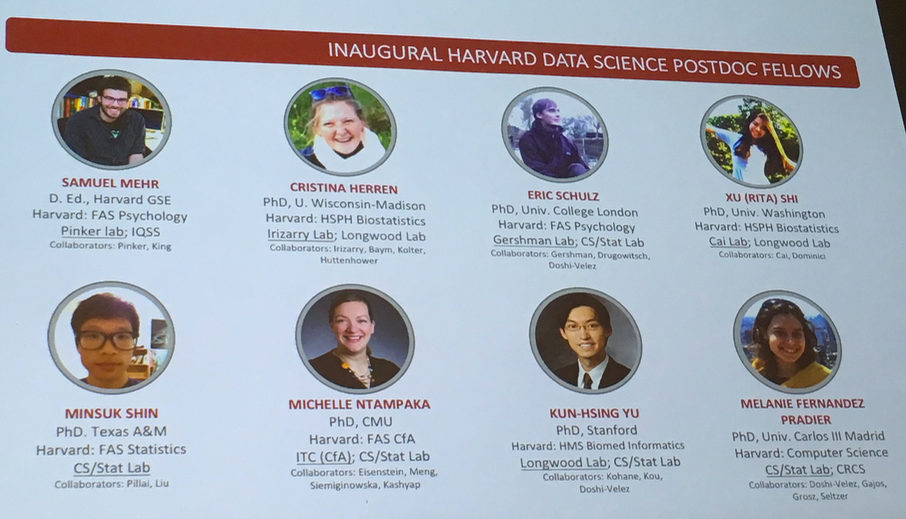 INAUGURAL HARVARD DATA SCIENCE POSTDOC FELLOWS
SAMUEL MEHR
D. Ed., Harvard GSE
Harvard: FAS Psychology
Pinker lab; IQSS
Collaborators: Pinker, King
CRISTINA HERREN
PhD, U. Wisconsin-Madison
Harvard: HSPH Biostatistics
Irizarry Lab; Longwood Lab
Collaborators: Irizarry, Baym, Kolter,
Huttenhower
ERIC SCHULZ
PhD, Univ. College London
Harvard: FAS Psychology
Gershman Lab; CS/Stat Lab
Collaborators: Gershman, Drugowitsch,
Doshi-Velez
XU (RITA) SHI
PhD, Univ. Washington
Harvard: HSPH Biostatistics
Cai Lab; Longwood Lab
Collaborators: Cai, Dominici
MINSUK SHIN
PhD. Texas A&M
Harvard: FAS Statistics
CS/Stat Lab
Collaborators: Pillai, Liu
MICHELLE NTAMPAKA
PhD, CMU
Harvard: FAS CfA
ITC (CfA); CS/Stat Lab
Collaborators: Eisenstein, Meng,
Siemiginowska, Kashyap
KUN-HSING YU
PhD, Stanford
Harvard: HMS Biomed Informatics
Longwood Lab; CS/Stat Lab
Collaborators: Kohane, Kou,
Doshi-Velez
MELANIE FERNANDEZ
PRADIER
PhD, Univ. Carlos III Madrid
Harvard: Computer Science
CS/Stat Lab; CRCS
Collaborators: Doshi-Velez, Gajos,
Grosz, Seltzer